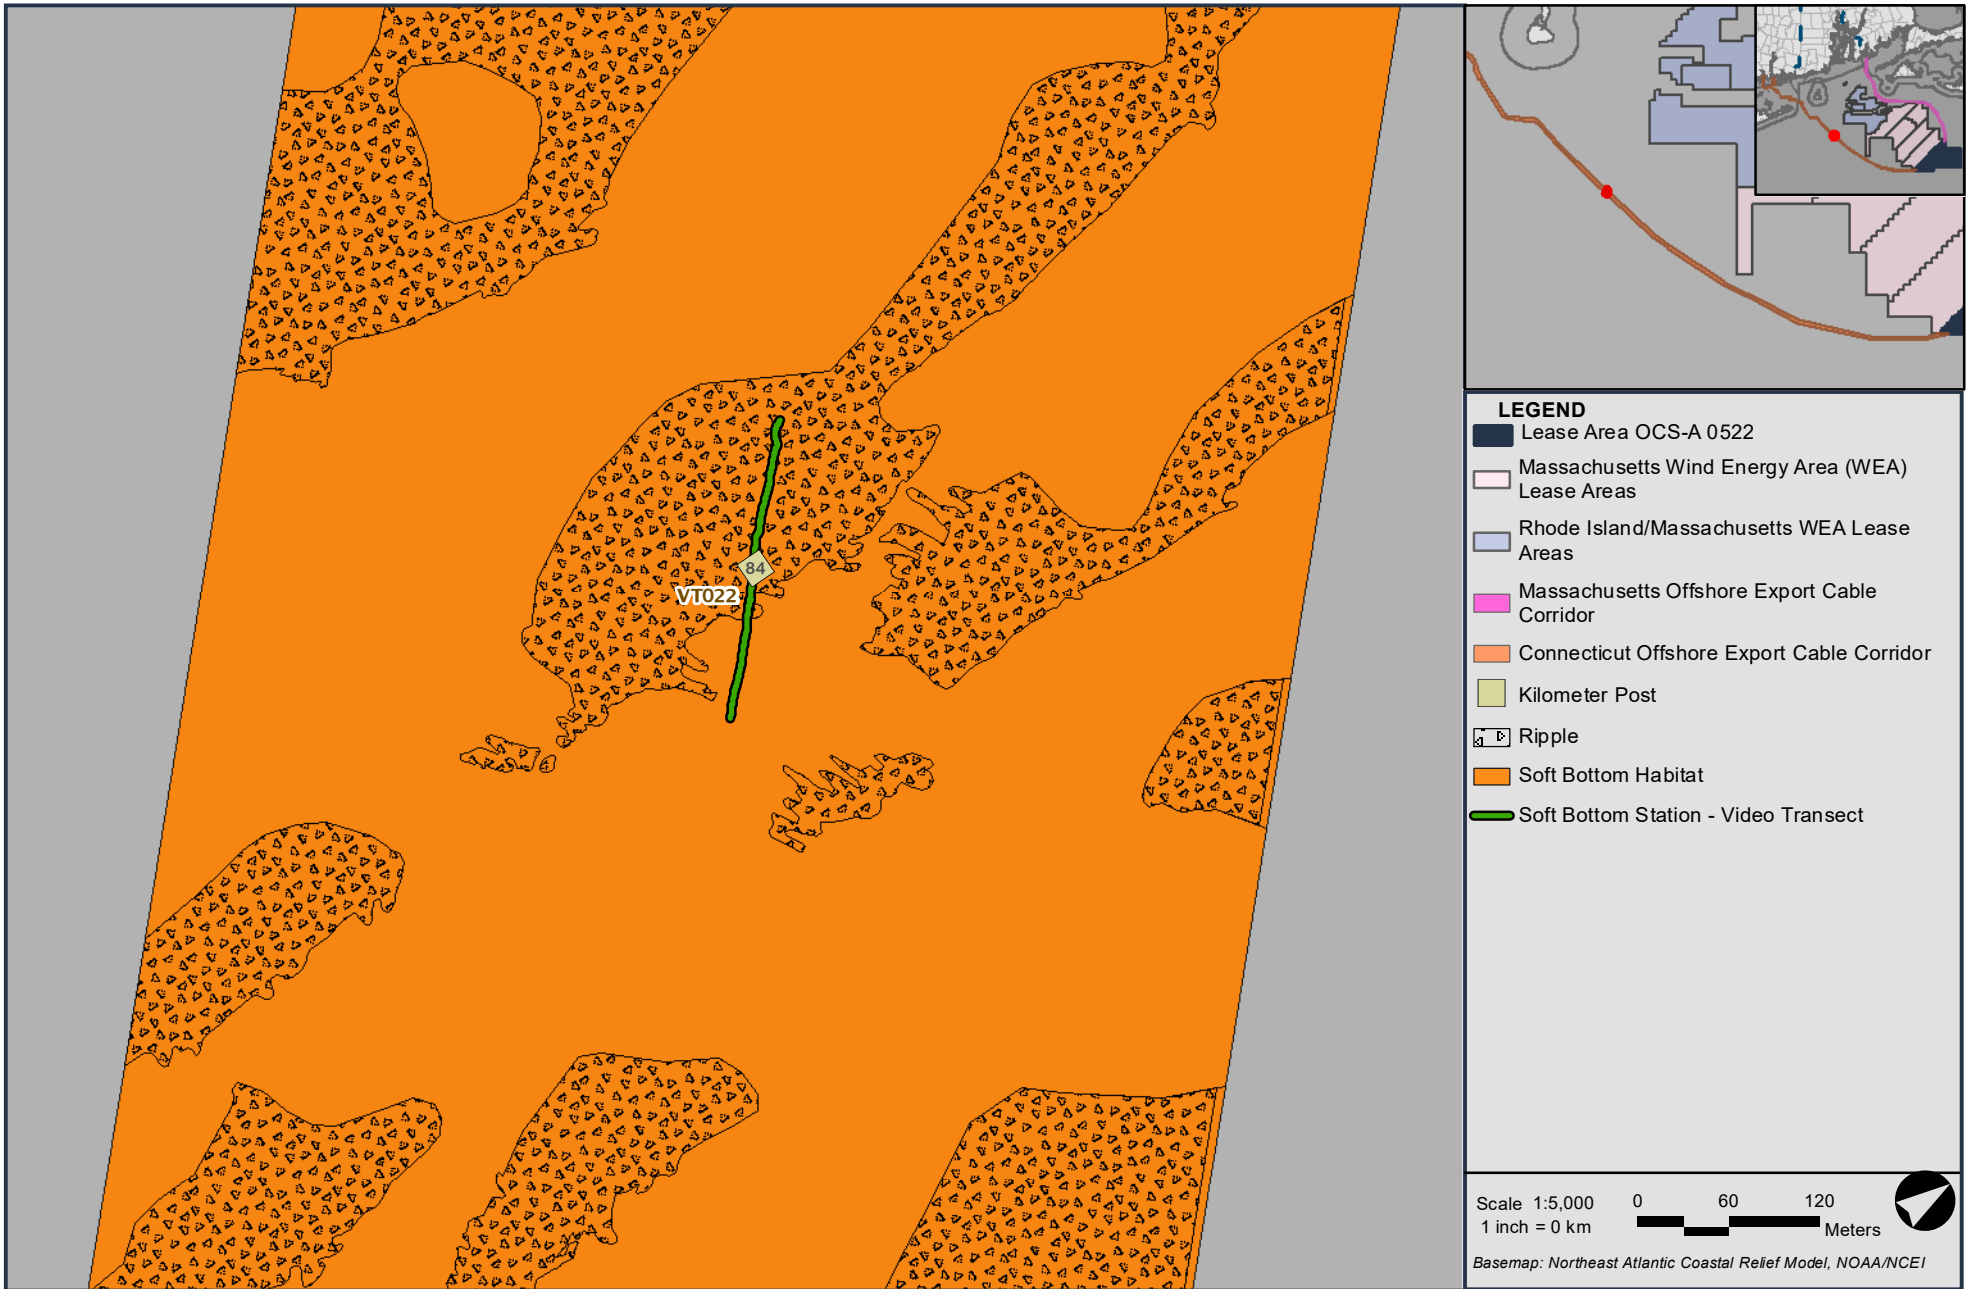 84
VT022
LEGEND
Lease Area OCS-A 0522
Massachusetts Wind Energy Area (WEA)
Lease Areas
Rhode Island/Massachusetts WEA Lease
Areas
Massachusetts Offshore Export Cable
Corridor
Connecticut Offshore Export Cable Corridor
Kilometer Post
Ripple
Soft Bottom Habitat
Soft Bottom Station - Video Transect
Scale 1:5,000
1 inch = 0 km
0 60 120
Meters
Basemap: Northeast Atlantic Coastal Relief Model, NOAA/NCEI